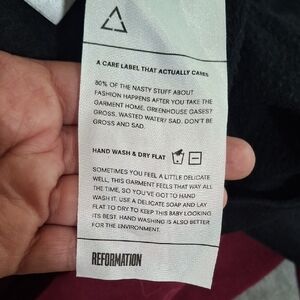 A CARE LABEL THAT ACTUALLY CARES
80% OF THE NASTY STUFF ABOUT
FASHION HAPPENS AFTER YOU TAKE THE
GARMENT HOME. GREENHOUSE GASES?
GROSS. WASTED WATER? SAD. DON'T BE
GROSS AND SAD.
HAND WASH & DRY FLAT
SOMETIMES YOU FEEL A LITTLE DELICATE.
WELL, THIS GARMENT FEELS THAT WAY ALL
THE TIME, SO YOU'VE GOT TO HAND
WASH IT. USE A DELICATE SOAP AND LAY
FLAT TO DRY TO KEEP THIS BABY LOOKING
ITS BEST. HAND WASHING IS ALSO BETTER
FOR THE ENVIRONMENT.
REFORMATION